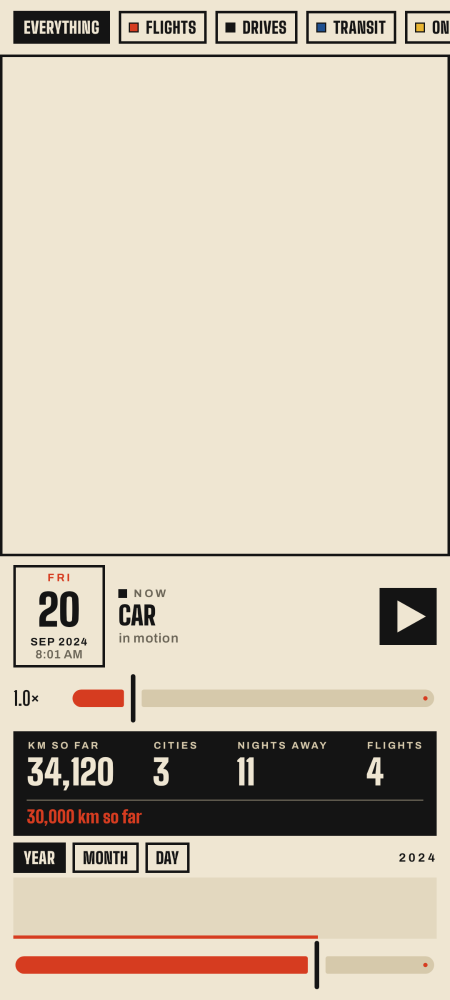 EVERYTHING FLIGHTS DRIVES TRANSIT ON
FRI
20
SEP 2024
8:01 AM
NOW
CAR
in motion
1.0×
KM SO FAR CITIES NIGHTS AWAY FLIGHTS
34,120 3 11 4
30,000 km so far
YEAR MONTH DAY 2024